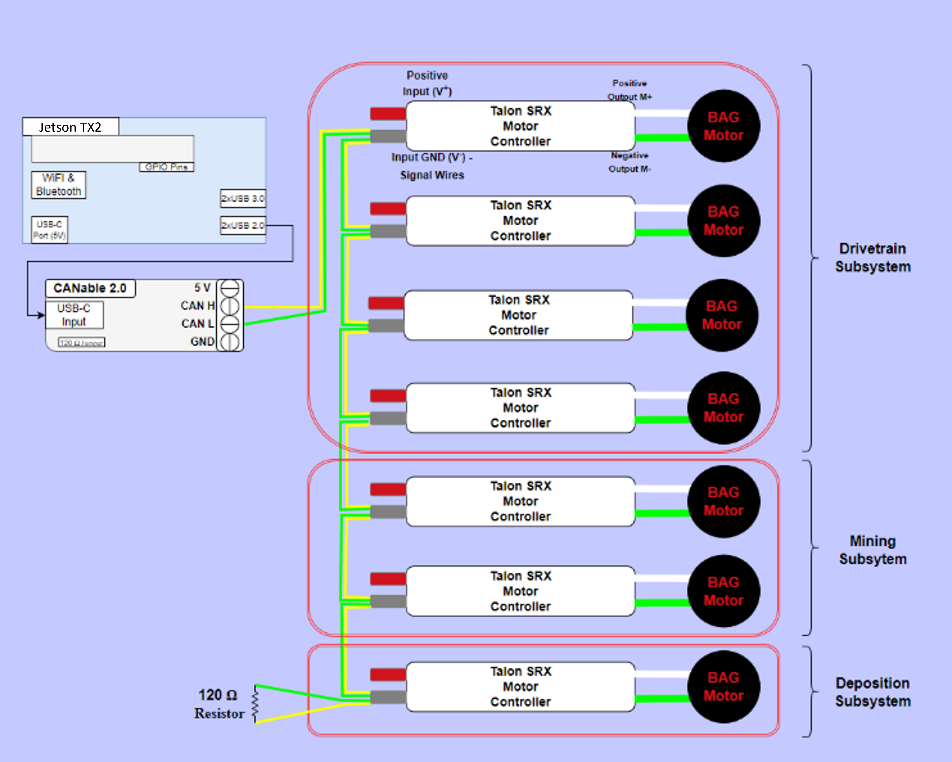 Jetson TX2
GPIO Pins
WiFI &
Bluetooth
2xUSB 3.0
USB-C
Port (5V)
2xUSB 2.0
CANable 2.0
USB-C
Input
5 V
CAN H
CAN L
GND
Positive
Input (V+)
Input GND (V-) -
Signal Wires
Positive
Output M+
Negative
Output M-
Talon SRX
Motor
Controller
BAG
Motor
Talon SRX
Motor
Controller
BAG
Motor
Talon SRX
Motor
Controller
BAG
Motor
Talon SRX
Motor
Controller
BAG
Motor
Drivetrain
Subsystem
Talon SRX
Motor
Controller
BAG
Motor
Talon SRX
Motor
Controller
BAG
Motor
Mining
Subsytem
Talon SRX
Motor
Controller
BAG
Motor
Deposition
Subsystem
120 Ω
Resistor